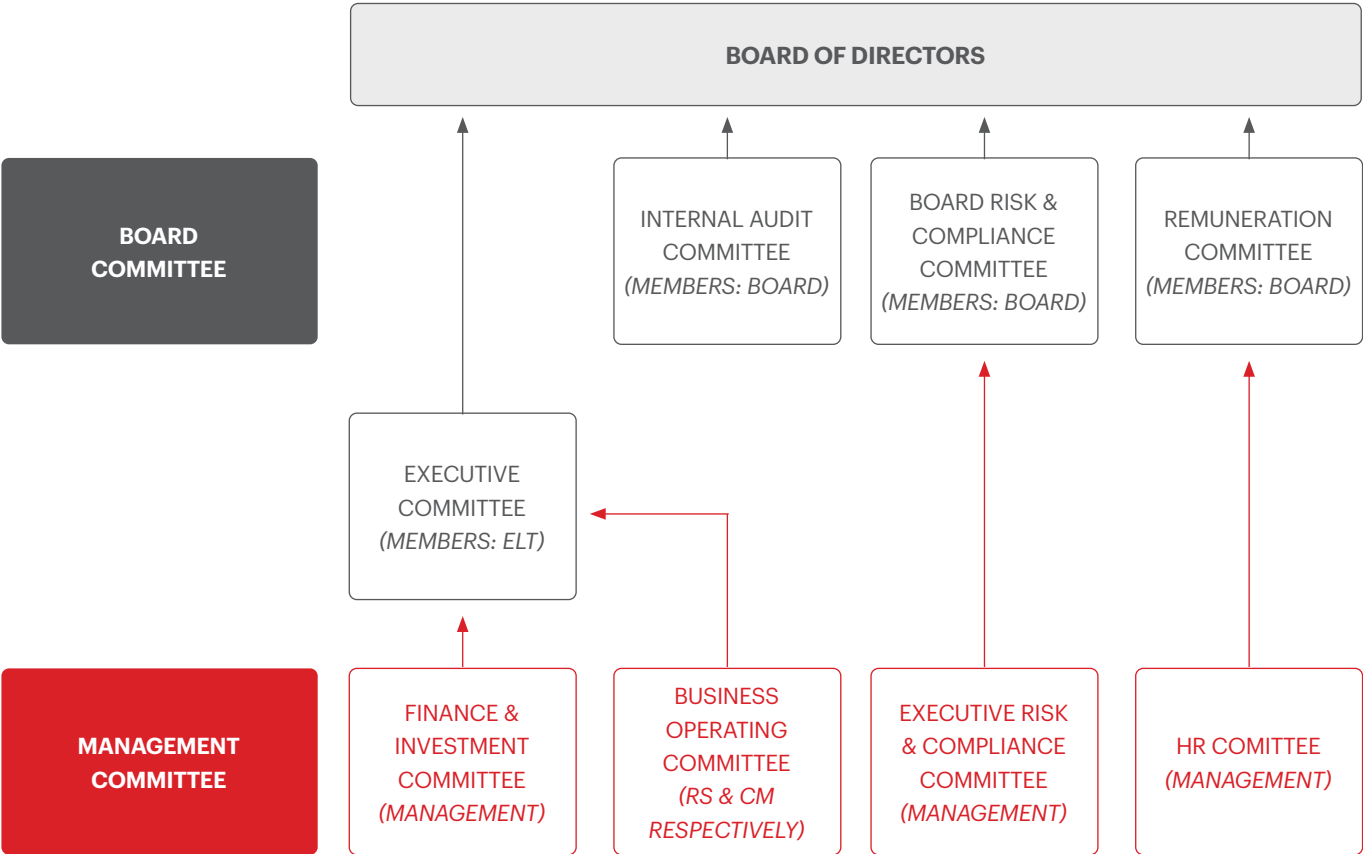 BOARD OF DIRECTORS
BOARD
COMMITTEE
INTERNAL AUDIT
COMMITTEE
(MEMBERS: BOARD)
BOARD RISK &
COMPLIANCE
COMMITTEE
(MEMBERS: BOARD)
REMUNERATION
COMMITTEE
(MEMBERS: BOARD)
EXECUTIVE
COMMITTEE
(MEMBERS: ELT)
MANAGEMENT
COMMITTEE
FINANCE &
INVESTMENT
COMMITTEE
(MANAGEMENT)
BUSINESS
OPERATING
COMMITTEE
(RS & CM
RESPECTIVELY)
EXECUTIVE RISK
& COMPLIANCE
COMMITTEE
(MANAGEMENT)
HR COMITTEE
(MANAGEMENT)